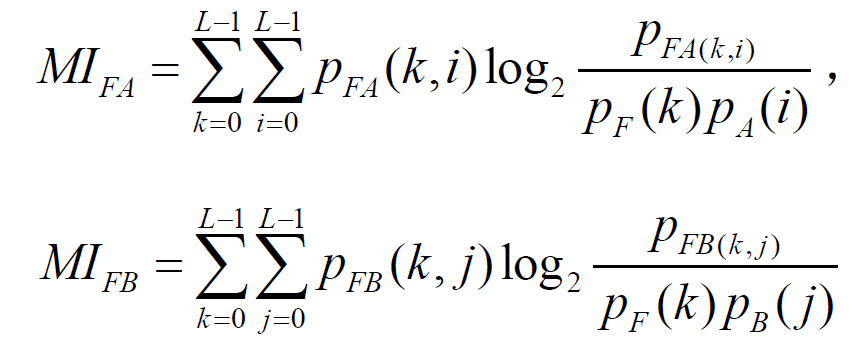 $MI_{FA} = \sum_{k=0}^{L-1} \sum_{i=0}^{L-1} p_{FA}(k,i) \log_2 \frac{p_{FA(k,i)}}{p_F(k) p_A(i)}$ ,
$MI_{FB} = \sum_{k=0}^{L-1} \sum_{j=0}^{L-1} p_{FB}(k,j) \log_2 \frac{p_{FB(k,j)}}{p_F(k) p_B(j)}$